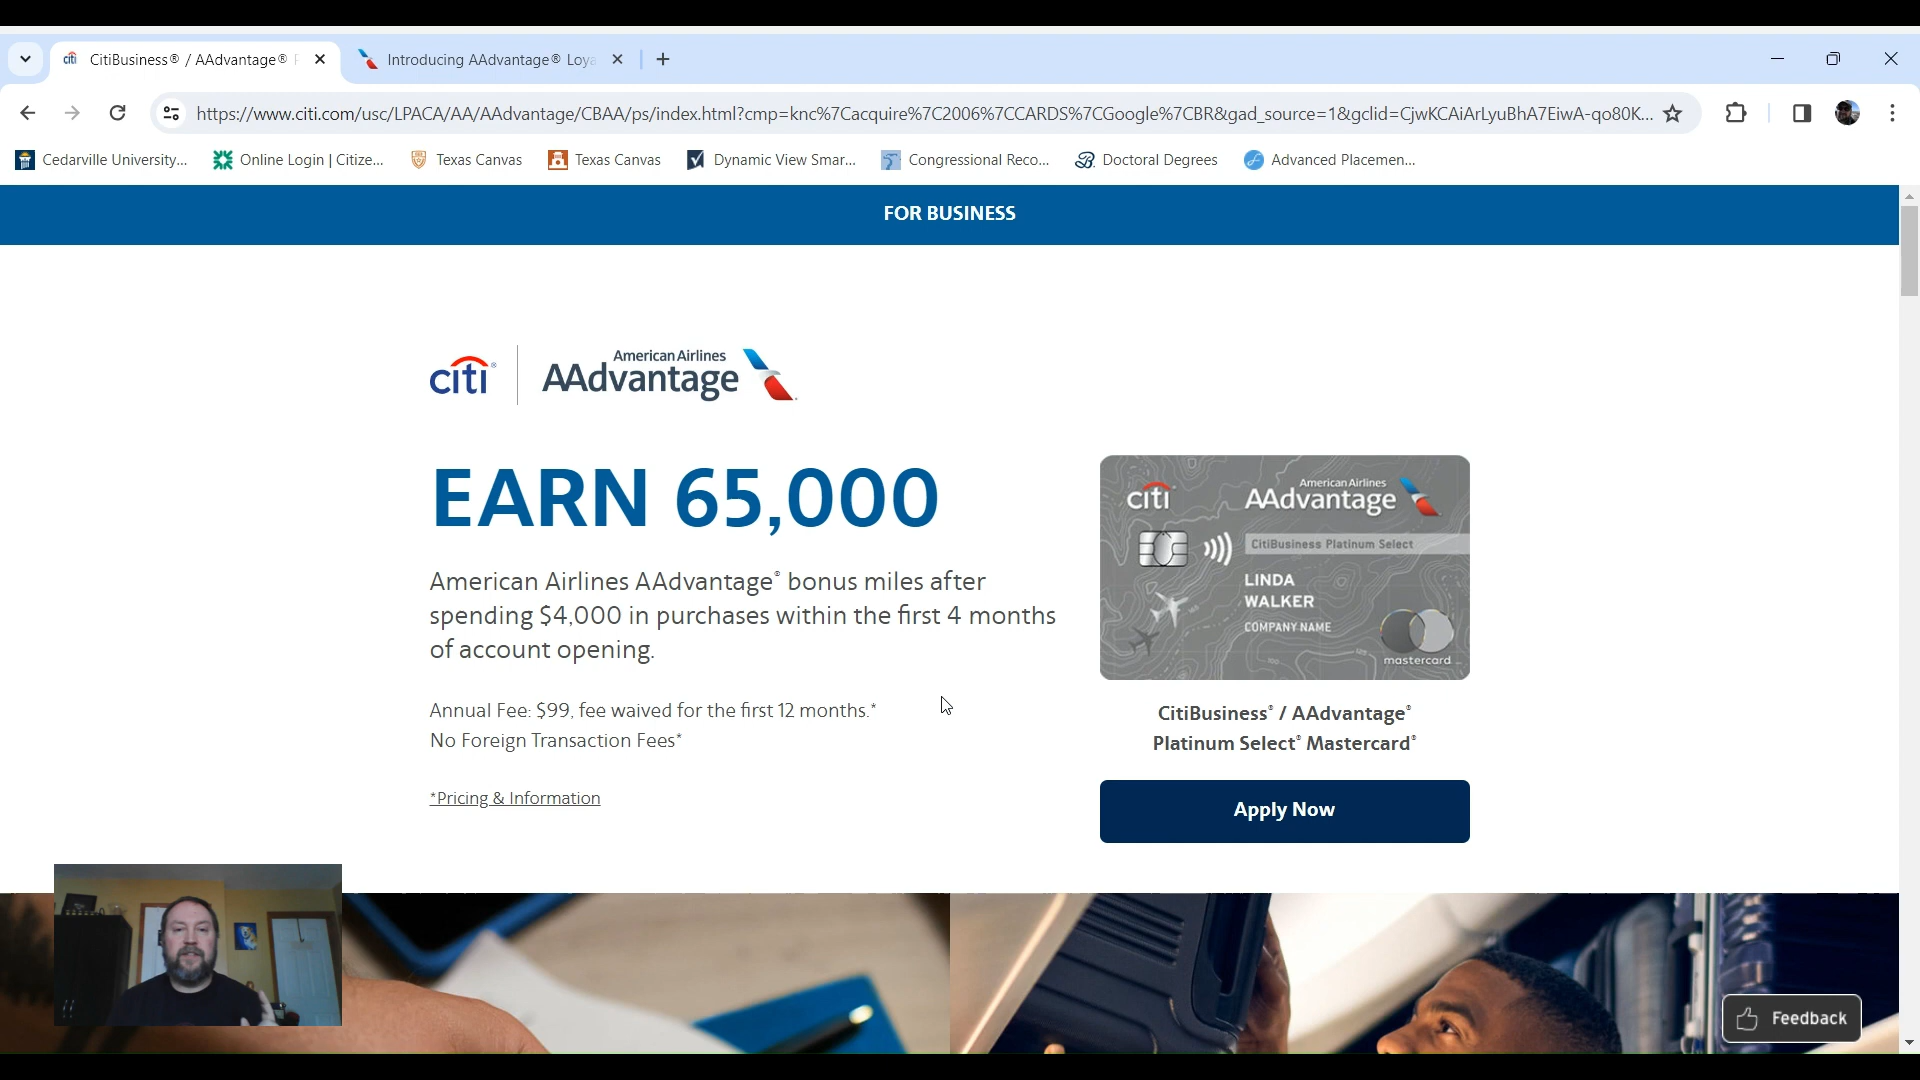 citi CitiBusiness® / AAdvantage® P
Introducing AAdvantage® Loya
https://www.citi.com/usc/LPACA/AA/AAdvantage/CBAA/ps/index.html?cmp=knc%7Cacquire%7C2006%7CCARDS%7CGoogle%7CBR&gad_source=1&gclid=CjwKCAiArLyuBhA7EiwA-qo80K...
Cedarville University... Online Login | Citize... Texas Canvas Texas Canvas Dynamic View Smar... Congressional Reco... Doctoral Degrees Advanced Placemen...
FOR BUSINESS
citi® American Airlines
AAdvantage
EARN 65,000
American Airlines AAdvantage® bonus miles after
spending $4,000 in purchases within the first 4 months
of account opening.
Annual Fee: $99, fee waived for the first 12 months.*
No Foreign Transaction Fees*
*Pricing & Information
citi American Airlines
AAdvantage
CitiBusiness Platinum Select
LINDA
WALKER
COMPANY NAME
mastercard
CitiBusiness® / AAdvantage®
Platinum Select® Mastercard®
Apply Now
Feedback